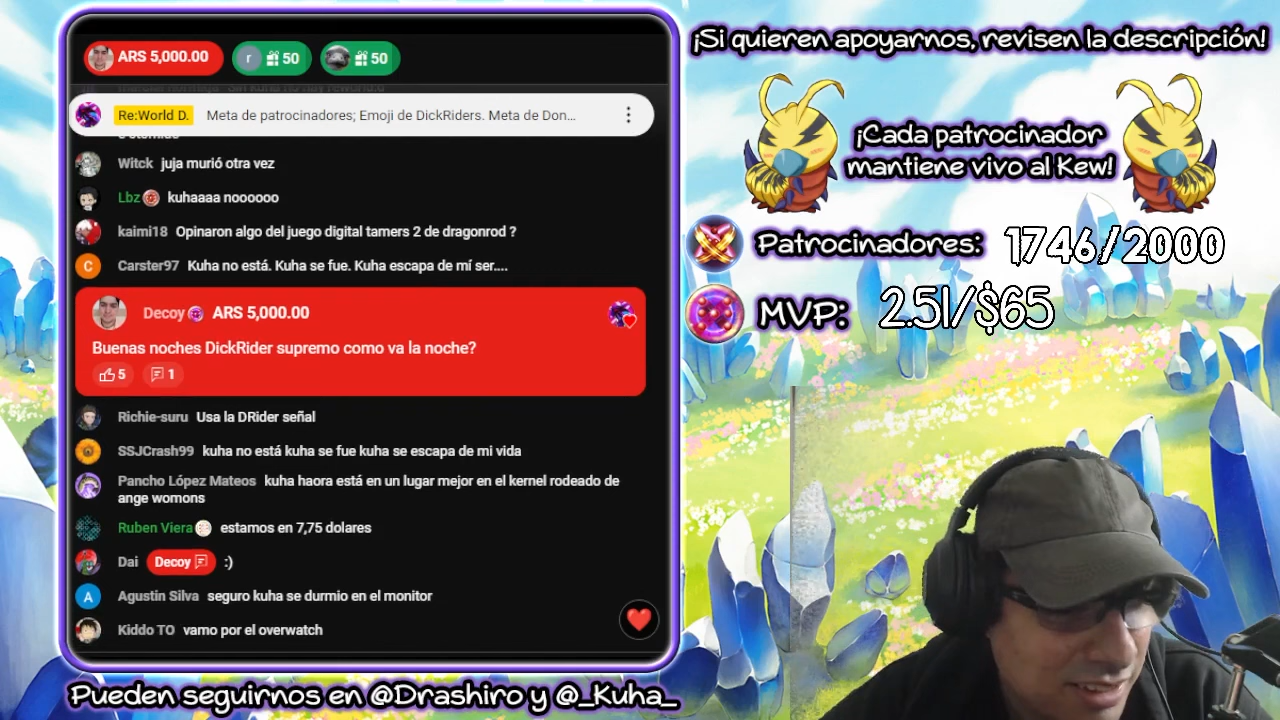 ARS 5,000.00
r 50
50
Re:World D. Meta de patrocinadores; Emoji de DickRiders. Meta de Don...
Witck juja murió otra vez
Lbz kuhaaaa noooooo
kaimi18 Opinaron algo del juego digital tamers 2 de dragonrod ?
C Carster97 Kuha no está. Kuha se fue. Kuha escapa de mí ser....
Decoy ARS 5,000.00
Buenas noches DickRider supremo como va la noche?
5 1
Richie-suru Usa la DRider señal
SSJCrash99 kuha no está kuha se fue kuha se escapa de mi vida
Pancho López Mateos kuha haora está en un lugar mejor en el kernel rodeado de
ange womons
Ruben Viera estamos en 7,75 dolares
Dai Decoy :)
A Agustin Silva seguro kuha se durmio en el monitor
Kiddo TO vamo por el overwatch
Pueden seguirnos en @Drashiro y @_Kuha_
¡Si quieren apoyarnos, revisen la descripción!
¡Cada patrocinador
mantiene vivo al Kew!
Patrocinadores: 1746/2000
MVP: 2.51/$65